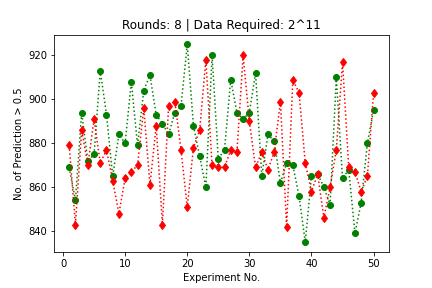 Rounds: 8 | Data Required: 2^11
No. of Prediction > 0.5
920
900
880
860
840
0 10 20 30 40 50
Experiment No.